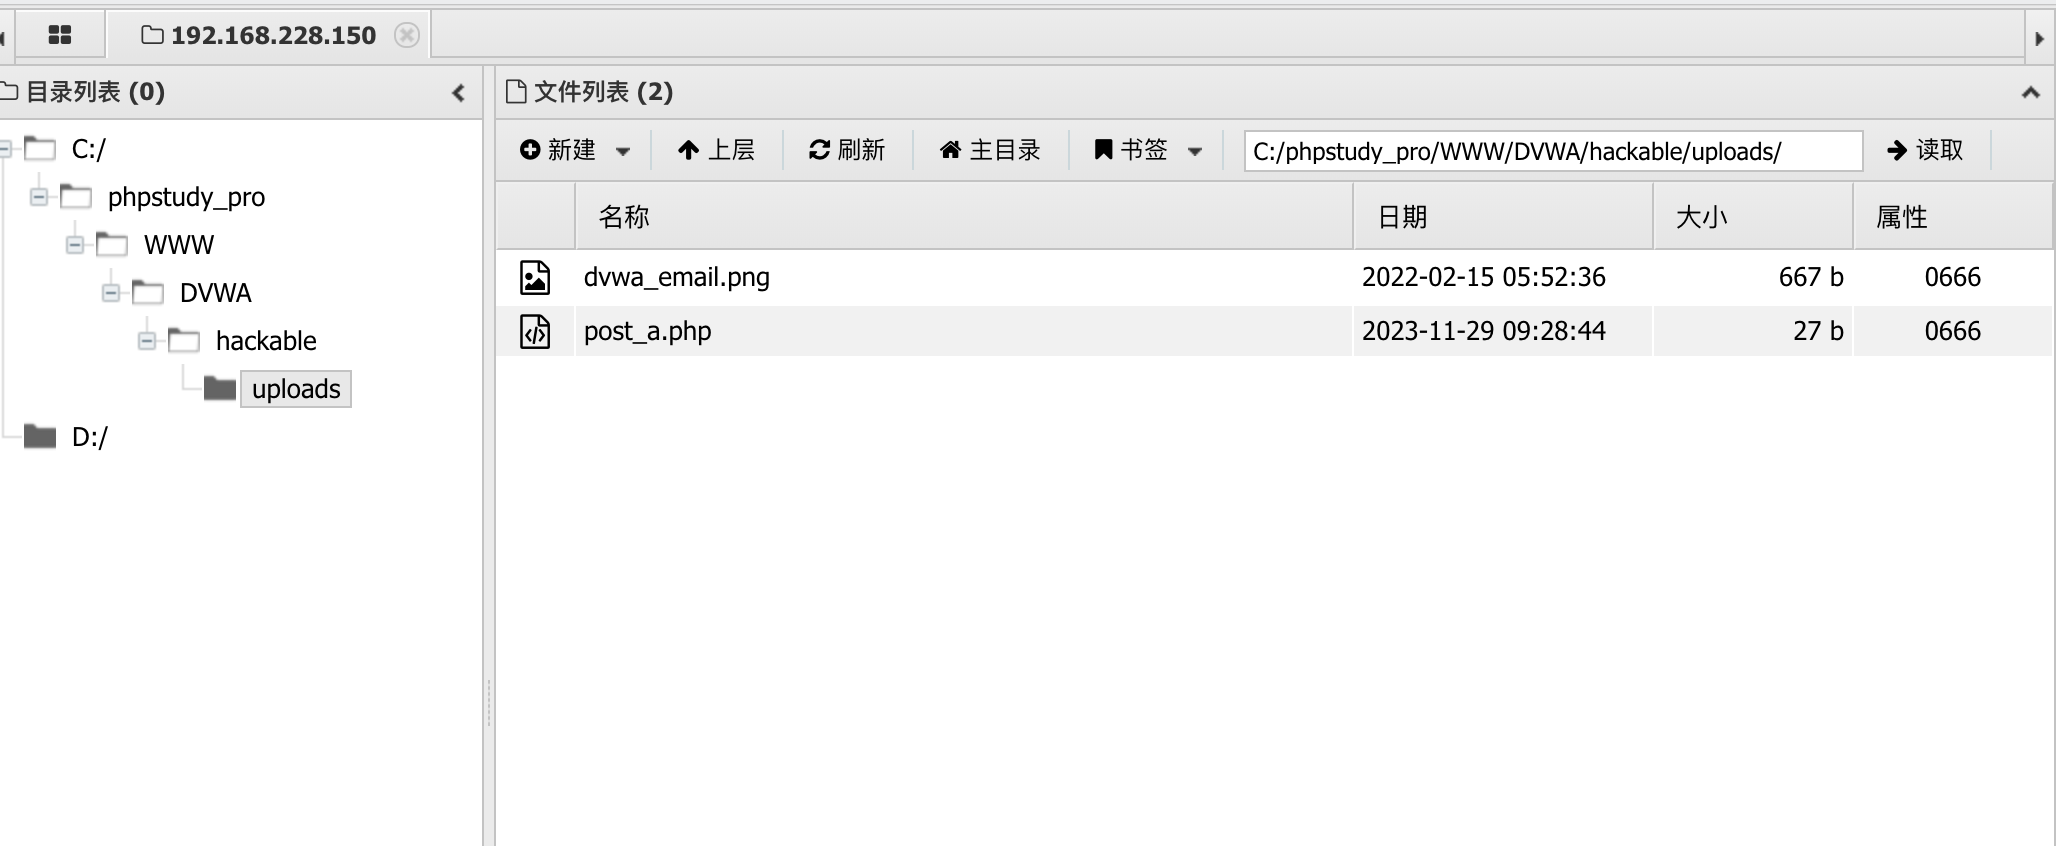 192.168.228.150
目录列表 (0)
文件列表 (2)
C:/
phpstudy_pro
WWW
DVWA
hackable
uploads
D:/
新建 上层 刷新 主目录 书签 C:/phpstudy_pro/WWW/DVWA/hackable/uploads/ 读取
名称 日期 大小 属性
dvwa_email.png 2022-02-15 05:52:36 667 b 0666
post_a.php 2023-11-29 09:28:44 27 b 0666